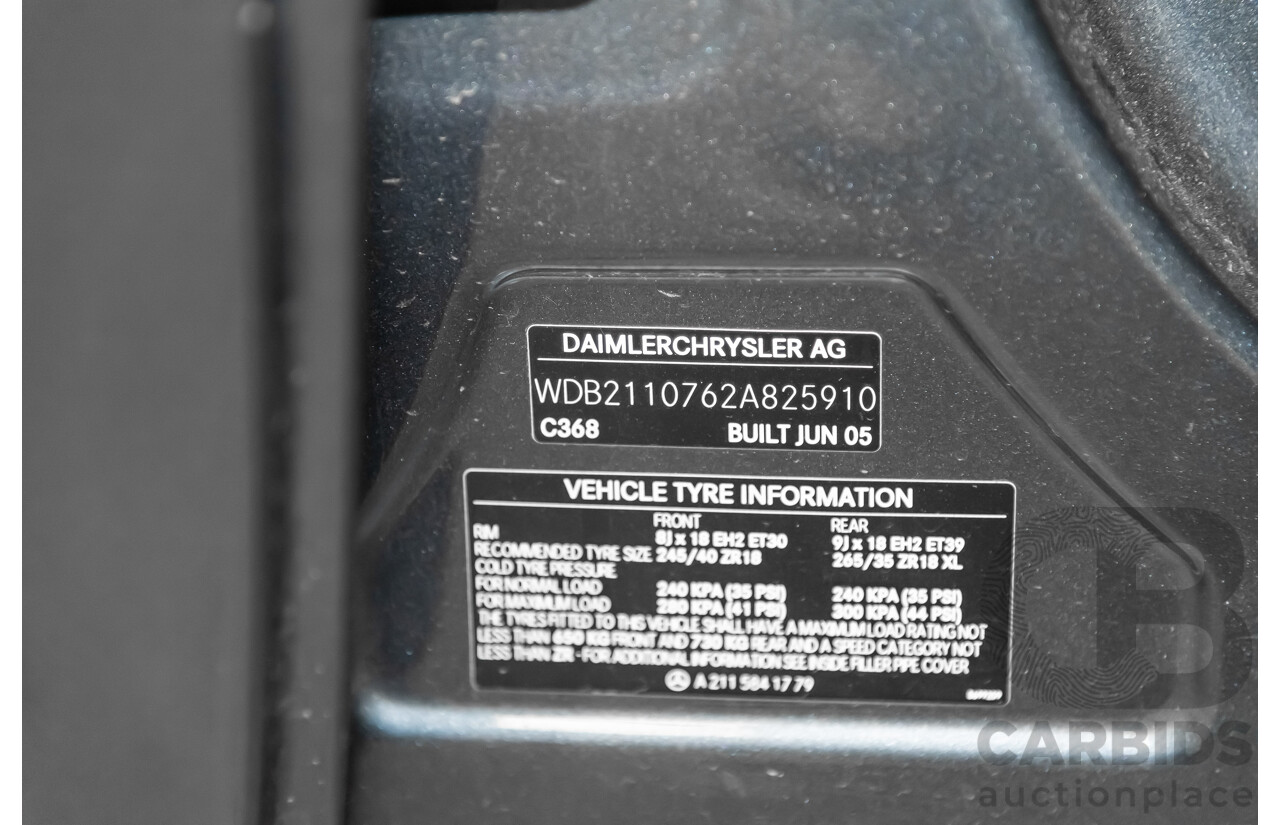 DAIMLERCHRYSLER AG
WDB2110762A825910
C368 BUILT JUN 05
VEHICLE TYRE INFORMATION
FRONT REAR
RIM 8J x 18 EH2 ET30 9J x 18 EH2 ET39
RECOMMENDED TYRE SIZE 245/40 ZR18 265/35 ZR18 XL
COLD TYRE PRESSURE
FOR NORMAL LOAD 240 KPA (35 PSI) 240 KPA (35 PSI)
FOR MAXIMUM LOAD 280 KPA (41 PSI) 300 KPA (44 PSI)
THE TYRES FITTED TO THIS VEHICLE SHALL HAVE A MAXIMUM LOAD RATING NOT
LESS THAN 650 KG FRONT AND 730 KG REAR AND A SPEED CATEGORY NOT
LESS THAN ZR - FOR ADDITIONAL INFORMATION SEE INSIDE FILLER PIPE COVER
A 211 584 17 79
CARBIDS
auctionplace